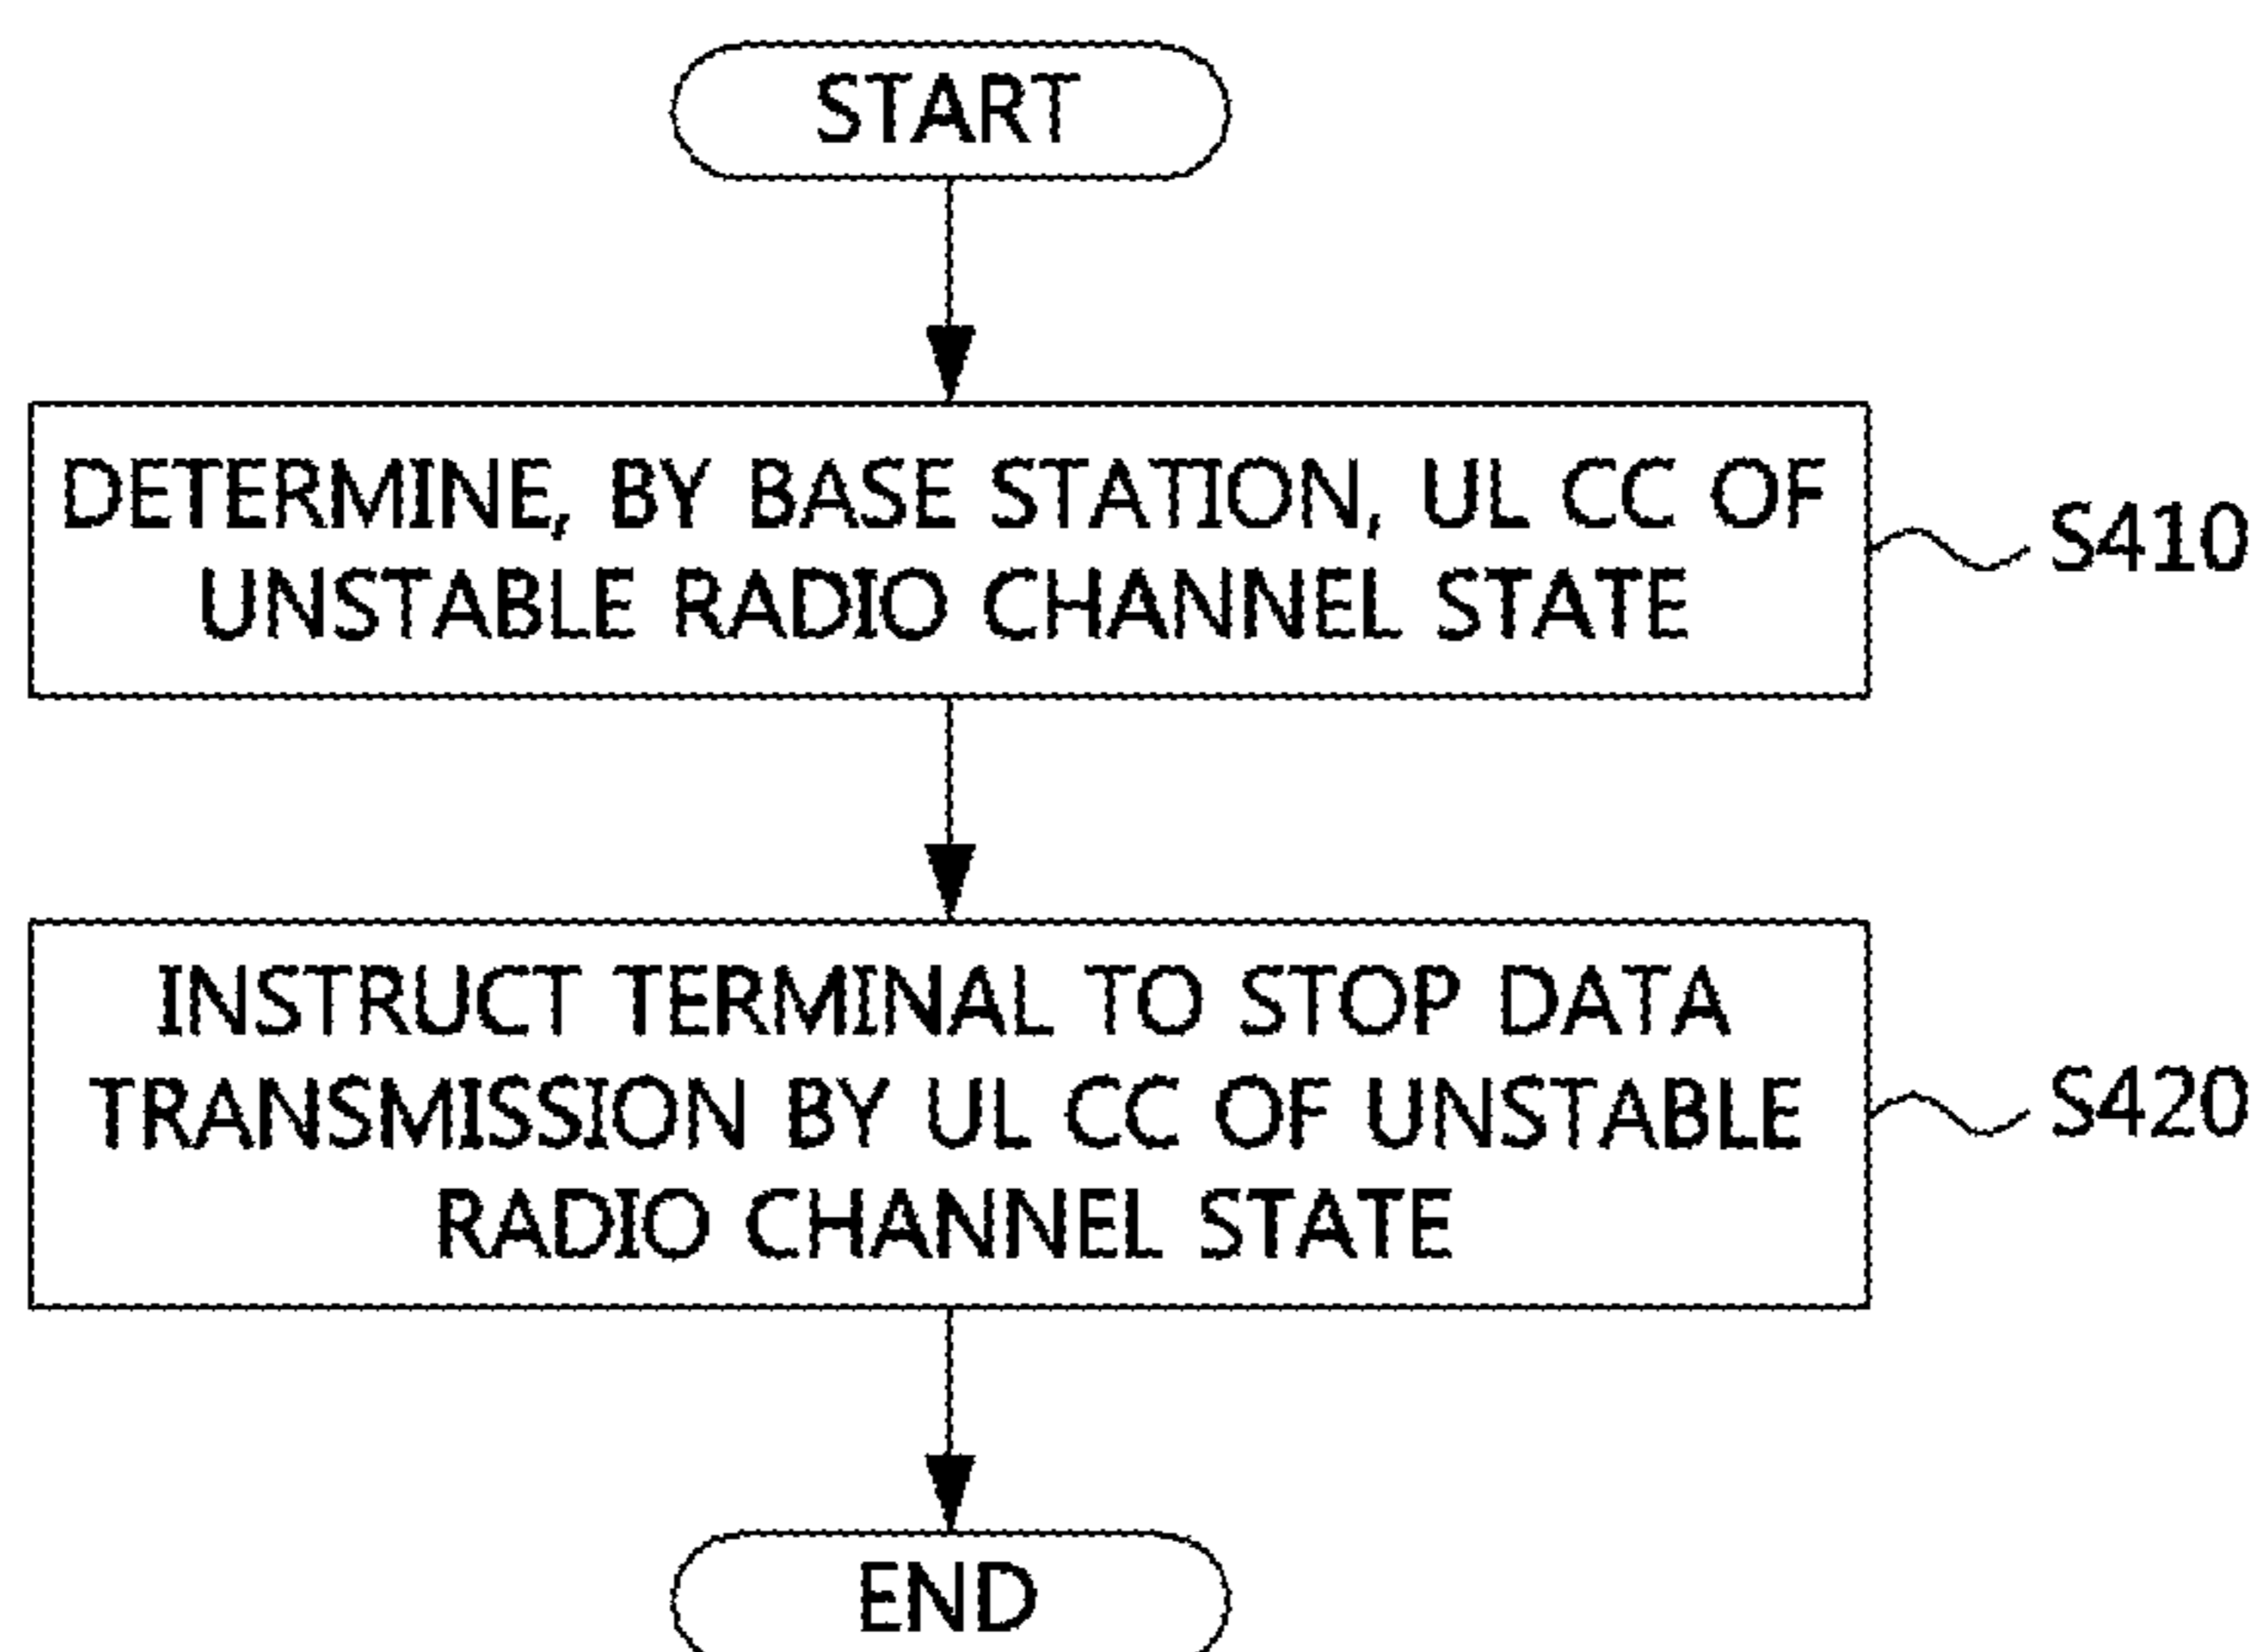 START
DETERMINE, BY BASE STATION, UL CC OF
UNSTABLE RADIO CHANNEL STATE
S410
INSTRUCT TERMINAL TO STOP DATA
TRANSMISSION BY UL CC OF UNSTABLE
RADIO CHANNEL STATE
S420
END